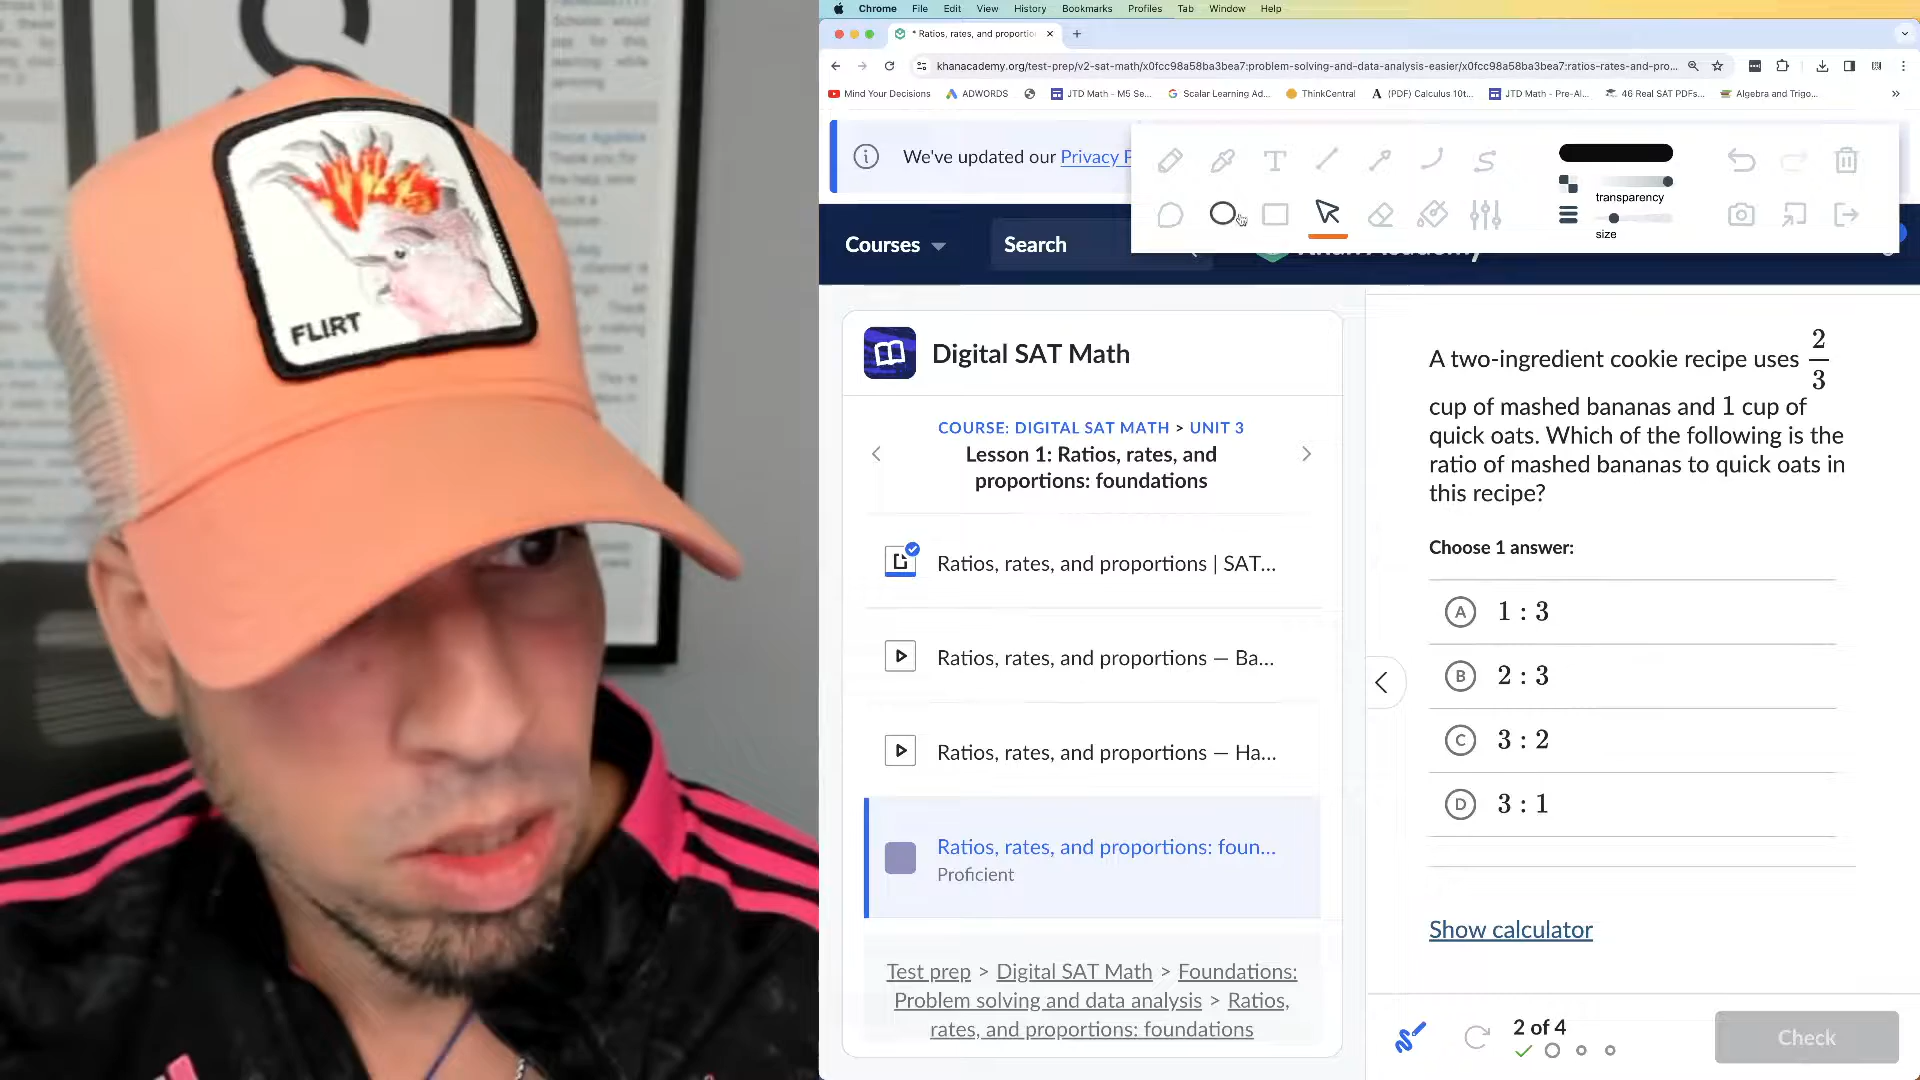 FLIRT
Chrome File Edit View History Bookmarks Profiles Tab Window Help
* Ratios, rates, and proportio
khanacademy.org/test-prep/v2-sat-math/x0fcc98a58ba3bea7:problem-solving-and-data-analysis-easier/x0fcc98a58ba3bea7:ratios-rates-and-pro...
Mind Your Decisions ADWORDS JTD Math - M5 Se... Scalar Learning Ad... ThinkCentral (PDF) Calculus 10t... JTD Math - Pre-Al... 46 Real SAT PDFs... Algebra and Trigo...
We've updated our Privacy P
transparency
size
Courses Search
Digital SAT Math
COURSE: DIGITAL SAT MATH > UNIT 3
Lesson 1: Ratios, rates, and
proportions: foundations
Ratios, rates, and proportions | SAT...
Ratios, rates, and proportions — Ba...
Ratios, rates, and proportions — Ha...
Ratios, rates, and proportions: foun...
Proficient
Test prep > Digital SAT Math > Foundations:
Problem solving and data analysis > Ratios,
rates, and proportions: foundations
A two-ingredient cookie recipe uses 2/3
cup of mashed bananas and 1 cup of
quick oats. Which of the following is the
ratio of mashed bananas to quick oats in
this recipe?
Choose 1 answer:
A 1 : 3
B 2 : 3
C 3 : 2
D 3 : 1
Show calculator
2 of 4
Check